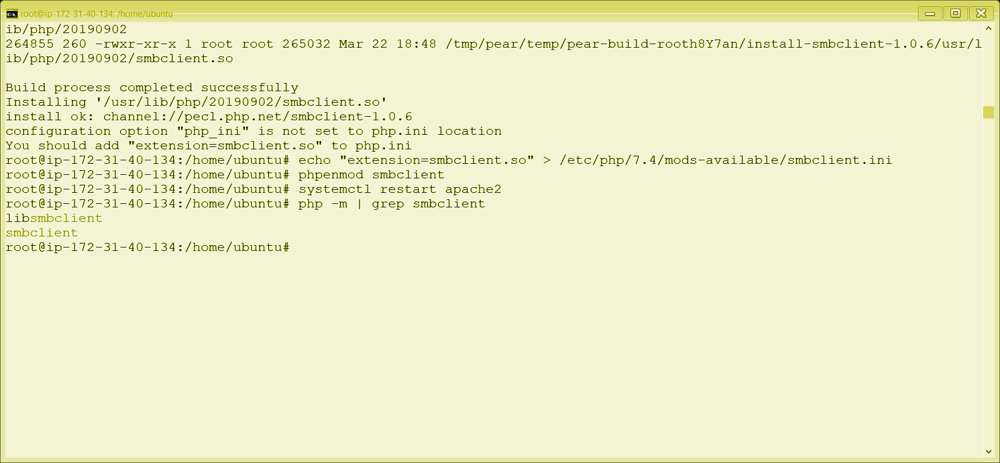 root@ip-172-31-40-134: /home/ubuntu
ib/php/20190902
264855 260 -rwxr-xr-x 1 root root 265032 Mar 22 18:48 /tmp/pear/temp/pear-build-rooth8Y7an/install-smbclient-1.0.6/usr/l
ib/php/20190902/smbclient.so
Build process completed successfully
Installing '/usr/lib/php/20190902/smbclient.so'
install ok: channel://pecl.php.net/smbclient-1.0.6
configuration option "php_ini" is not set to php.ini location
You should add "extension=smbclient.so" to php.ini
root@ip-172-31-40-134:/home/ubuntu# echo "extension=smbclient.so" > /etc/php/7.4/mods-available/smbclient.ini
root@ip-172-31-40-134:/home/ubuntu# phpenmod smbclient
root@ip-172-31-40-134:/home/ubuntu# systemctl restart apache2
root@ip-172-31-40-134:/home/ubuntu# php -m | grep smbclient
libsmbclient
smbclient
root@ip-172-31-40-134:/home/ubuntu#